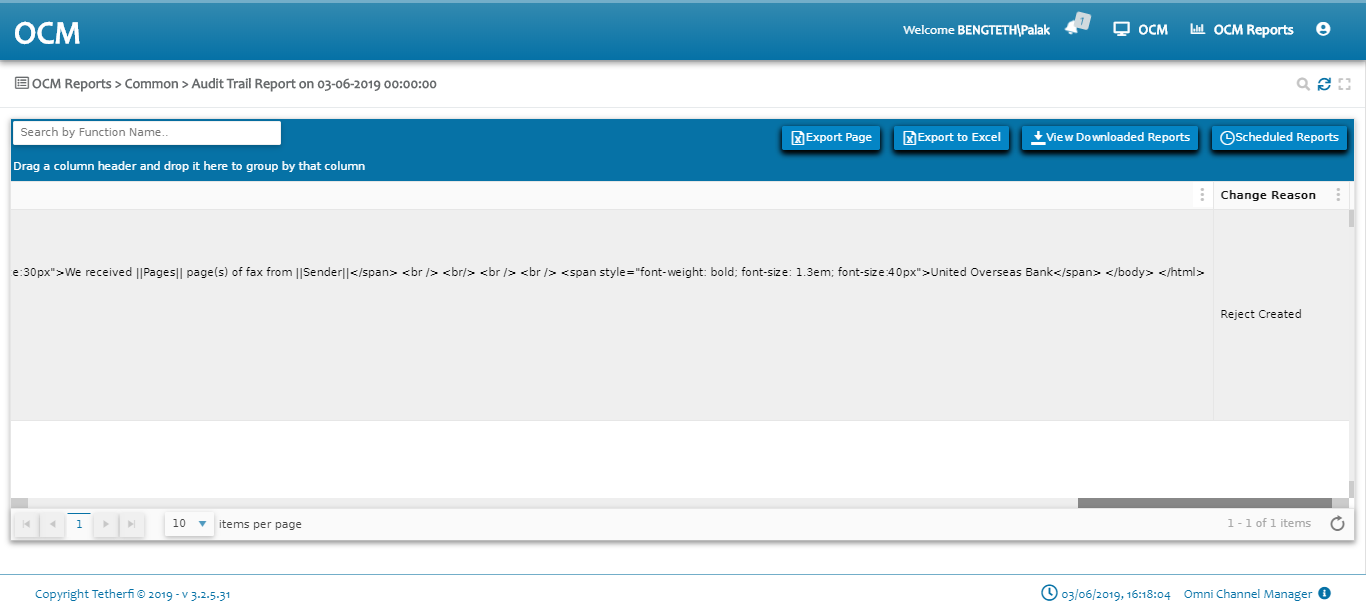 OCM
Welcome BENGTETH\Palak
1
OCM
OCM Reports
OCM Reports > Common > Audit Trail Report on 03-06-2019 00:00:00
Search by Function Name..
Export Page
Export to Excel
View Downloaded Reports
Scheduled Reports
Drag a column header and drop it here to group by that column
Change Reason
e:30px">We received ||Pages|| page(s) of fax from ||Sender||</span> <br /> <br/> <br /> <br /> <span style="font-weight: bold; font-size: 1.3em; font-size:40px">United Overseas Bank</span> </body> </html>
Reject Created
1
10
items per page
1 - 1 of 1 items
Copyright Tetherfi © 2019 - v 3.2.5.31
03/06/2019, 16:18:04
Omni Channel Manager